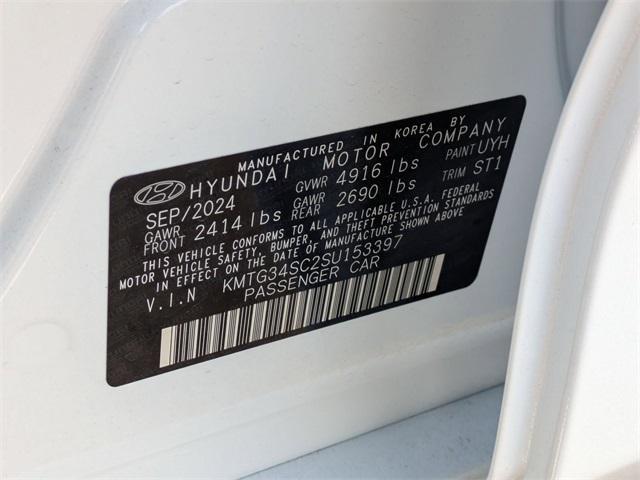 MANUFACTURED IN KOREA BY
HYUNDAI MOTOR COMPANY
SEP/2024 GVWR 4916 lbs PAINT UYH
GAWR FRONT 2414 lbs GAWR REAR 2690 lbs TRIM ST1
THIS VEHICLE CONFORMS TO ALL APPLICABLE U.S.A. FEDERAL
MOTOR VEHICLE SAFETY, BUMPER, AND THEFT PREVENTION STANDARDS
IN EFFECT ON THE DATE OF MANUFACTURE SHOWN ABOVE
V.I.N KMTG34SC2SU153397
PASSENGER CAR